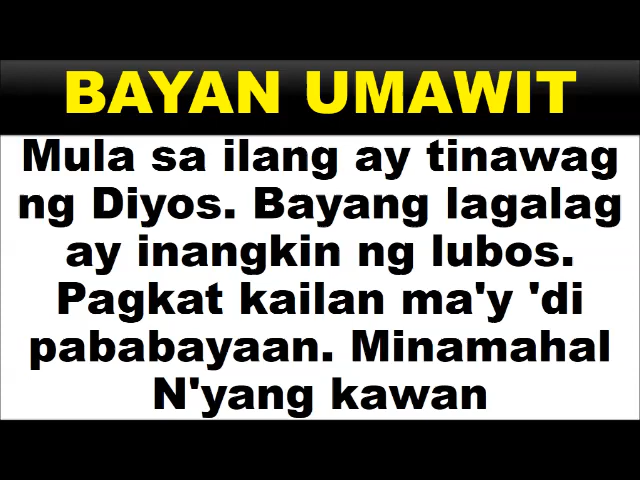 BAYAN UMAWIT
Mula sa ilang ay tinawag
ng Diyos. Bayang lagalag
ay inangkin ng lubos.
Pagkat kailan ma'y 'di
pababayaan. Minamahal
N'yang kawan